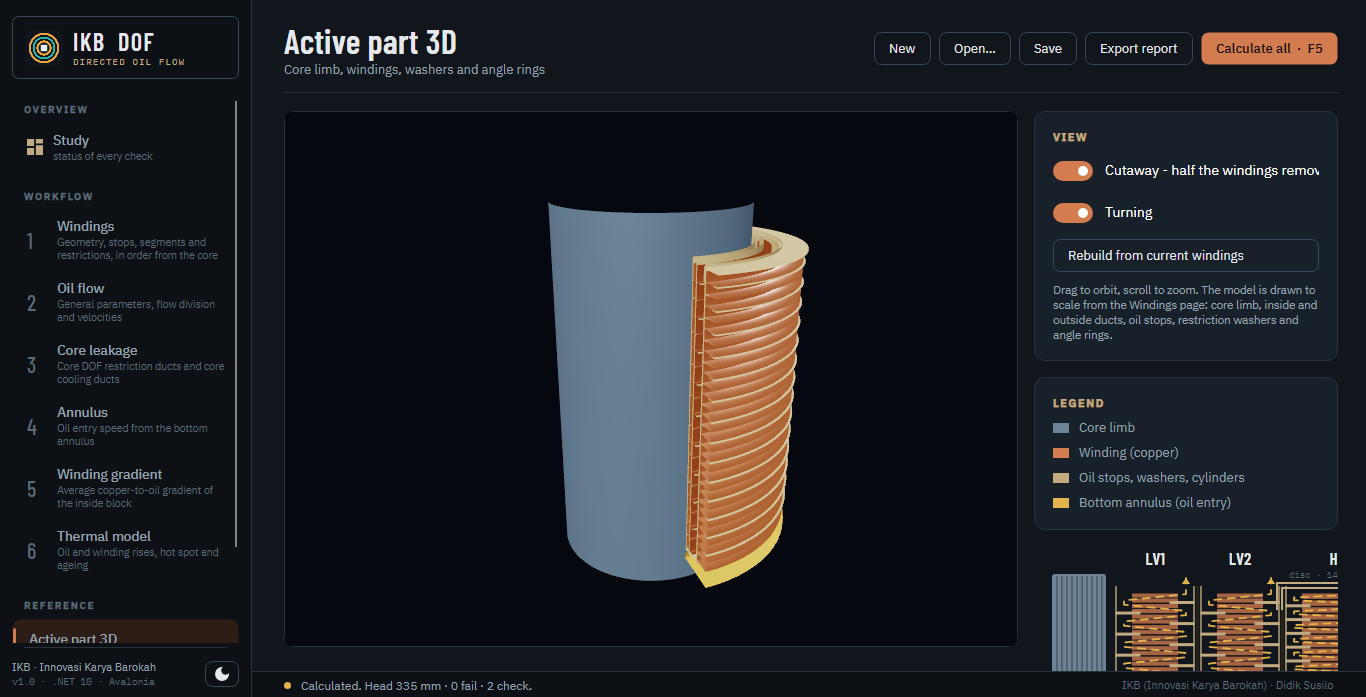 IKB DOF
DIRECTED OIL FLOW
OVERVIEW
Study
status of every check
WORKFLOW
1
Windings
Geometry, stops, segments and
restrictions, in order from the core
2
Oil flow
General parameters, flow division
and velocities
3
Core leakage
Core DOF restriction ducts and core
cooling ducts
4
Annulus
Oil entry speed from the bottom
annulus
5
Winding gradient
Average copper-to-oil gradient of
the inside block
6
Thermal model
Oil and winding rises, hot spot and
ageing
REFERENCE
Active part 3D
IKB · Innovasi Karya Barokah
v1.0 · .NET 10 · Avalonia
Active part 3D
Core limb, windings, washers and angle rings
New
Open...
Save
Export report
Calculate all · F5
VIEW
Cutaway - half the windings remov
Turning
Rebuild from current windings
Drag to orbit, scroll to zoom. The model is drawn to
scale from the Windings page: core limb, inside and
outside ducts, oil stops, restriction washers and
angle rings.
LEGEND
Core limb
Winding (copper)
Oil stops, washers, cylinders
Bottom annulus (oil entry)
LV1
LV2
H
disc · 14
Calculated. Head 335 mm · 0 fail · 2 check.
IKB (Innovasi Karya Barokah) · Didik Susilo